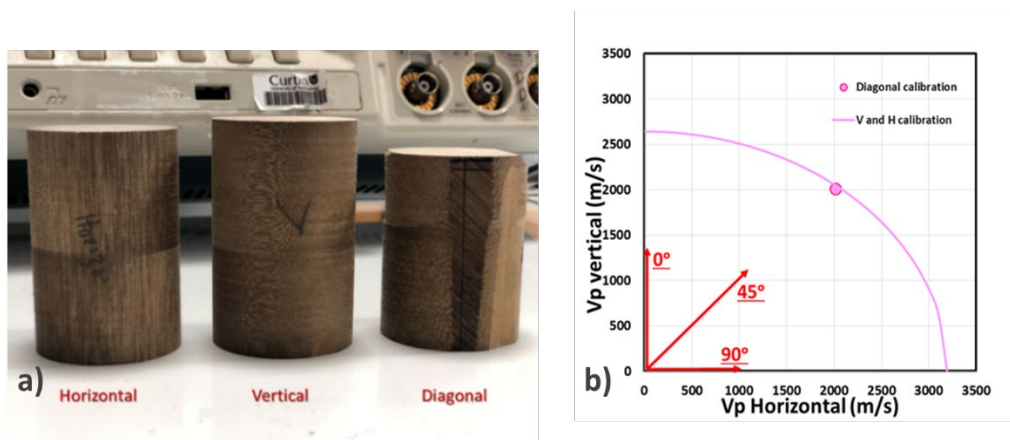 Curtin
Horiz
a)
Horizontal
Vertical
Diagonal
3500
3000
2500
2000
1500
1000
500
0
Vp vertical (m/s)
Diagonal calibration
V and H calibration
0°
45°
90°
0 500 1000 1500 2000 2500 3000 3500
Vp Horizontal (m/s)
b)